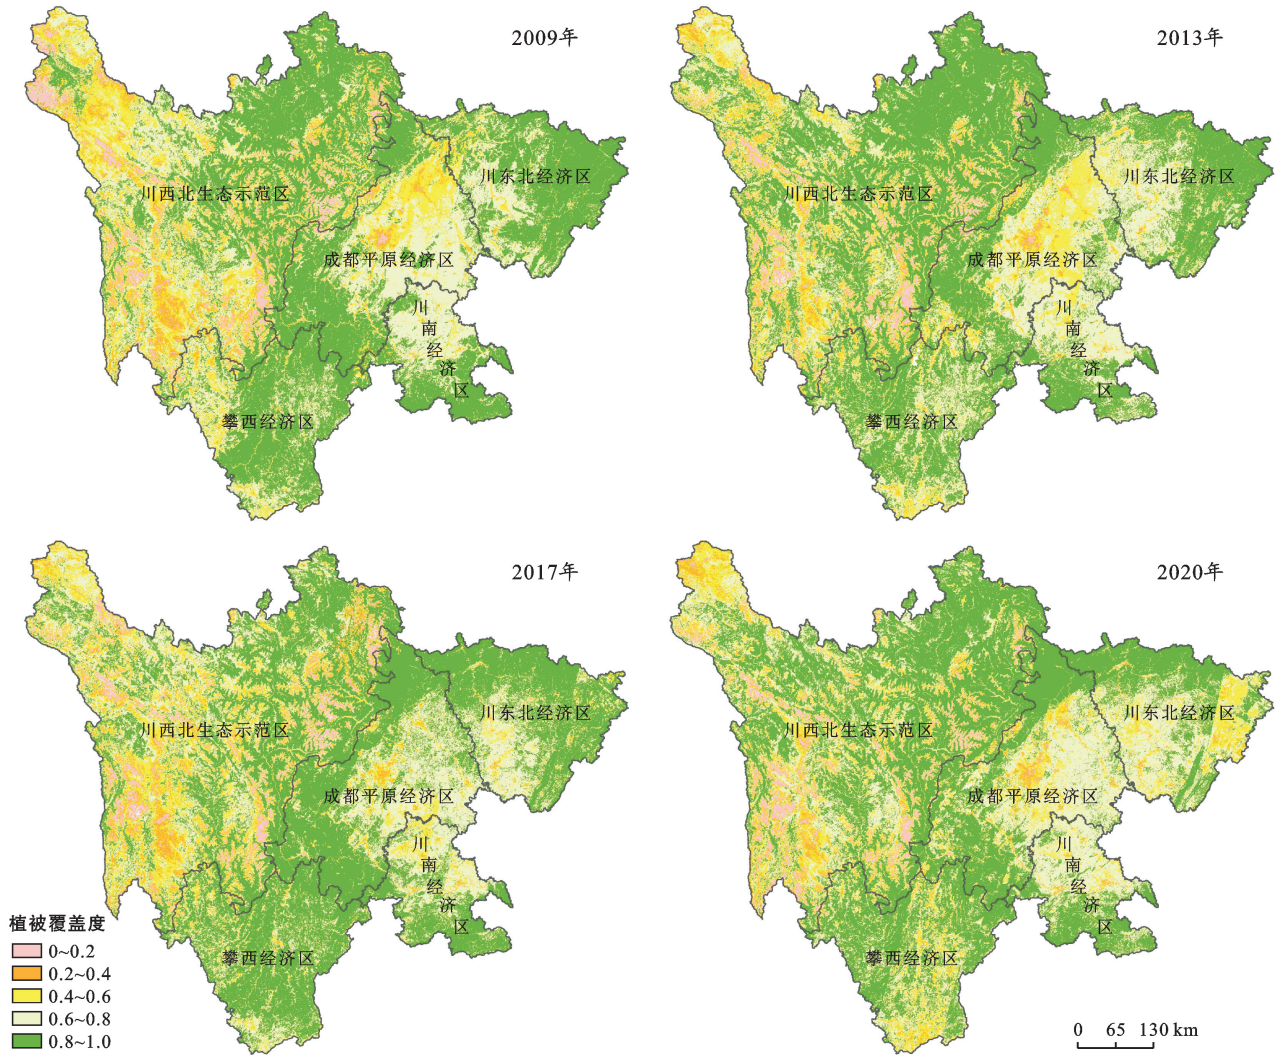 2009年
川西北生态示范区
川东北经济区
成都平原经济区
川南经济区
攀西经济区
2013年
川西北生态示范区
川东北经济区
成都平原经济区
川南经济区
攀西经济区
2017年
川西北生态示范区
川东北经济区
成都平原经济区
川南经济区
攀西经济区
2020年
川西北生态示范区
川东北经济区
成都平原经济区
川南经济区
攀西经济区
植被覆盖度
0~0.2
0.2~0.4
0.4~0.6
0.6~0.8
0.8~1.0
0 65 130 km